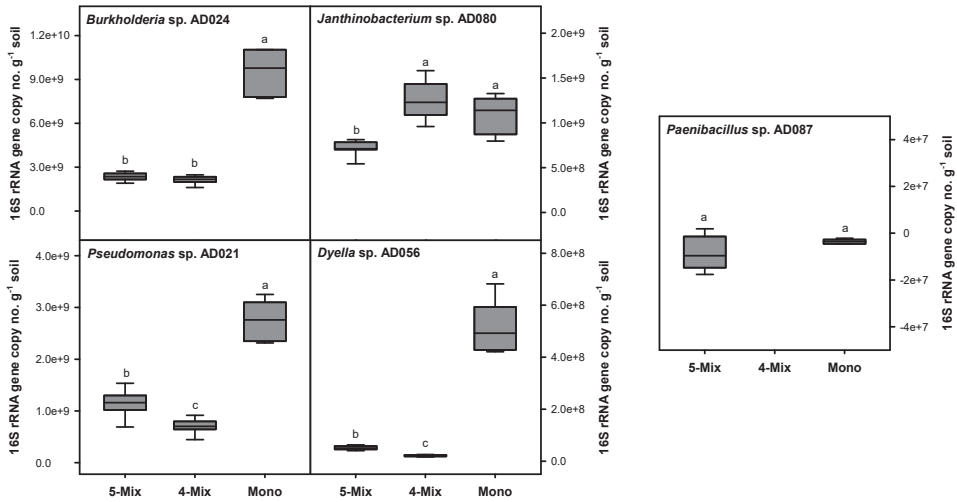 Burkholderia sp. AD024
16S rRNA gene copy no. g-1 soil
1.2e+10
9.0e+9
6.0e+9
3.0e+9
0.0
b
b
a
Janthinobacterium sp. AD080
b
a
a
2.0e+9
1.5e+9
1.0e+9
5.0e+8
0.0
16S rRNA gene copy no. g-1 soil
Pseudomonas sp. AD021
16S rRNA gene copy no. g-1 soil
4.0e+9
3.0e+9
2.0e+9
1.0e+9
0.0
b
c
a
5-Mix 4-Mix Mono
Dyella sp. AD056
b
c
a
8.0e+8
6.0e+8
4.0e+8
2.0e+8
0.0
16S rRNA gene copy no. g-1 soil
5-Mix 4-Mix Mono
Paenibacillus sp. AD087
a
a
4e+7
2e+7
0
-2e+7
-4e+7
16S rRNA gene copy no. g-1 soil
5-Mix 4-Mix Mono